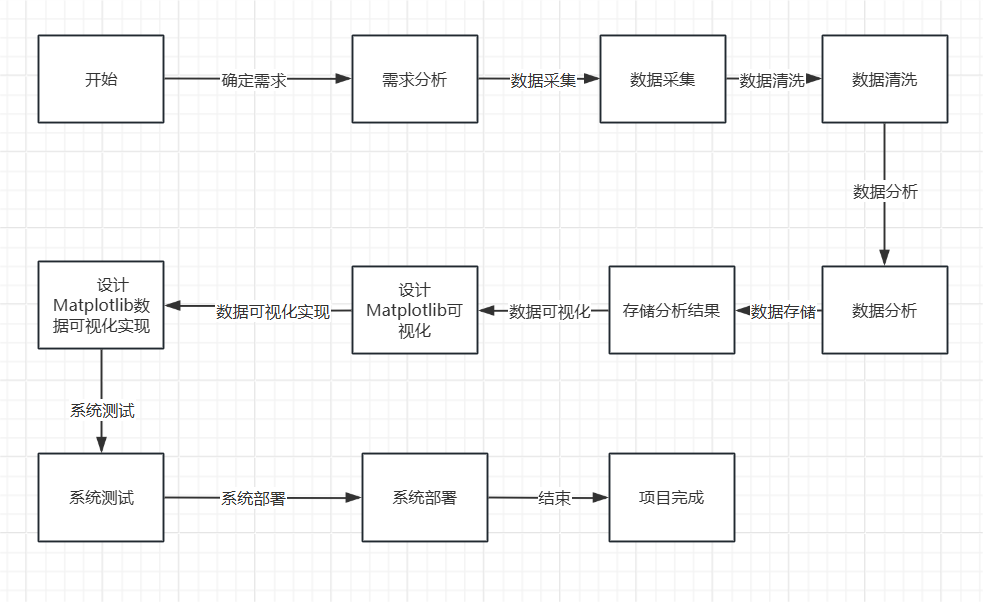 开始
确定需求
需求分析
数据采集
数据采集
数据清洗
数据清洗
数据分析
数据分析
数据存储
存储分析结果
数据可视化
设计
Matplotlib可
视化
数据可视化实现
设计
Matplotlib数
据可视化实现
系统测试
系统测试
系统部署
系统部署
结束
项目完成